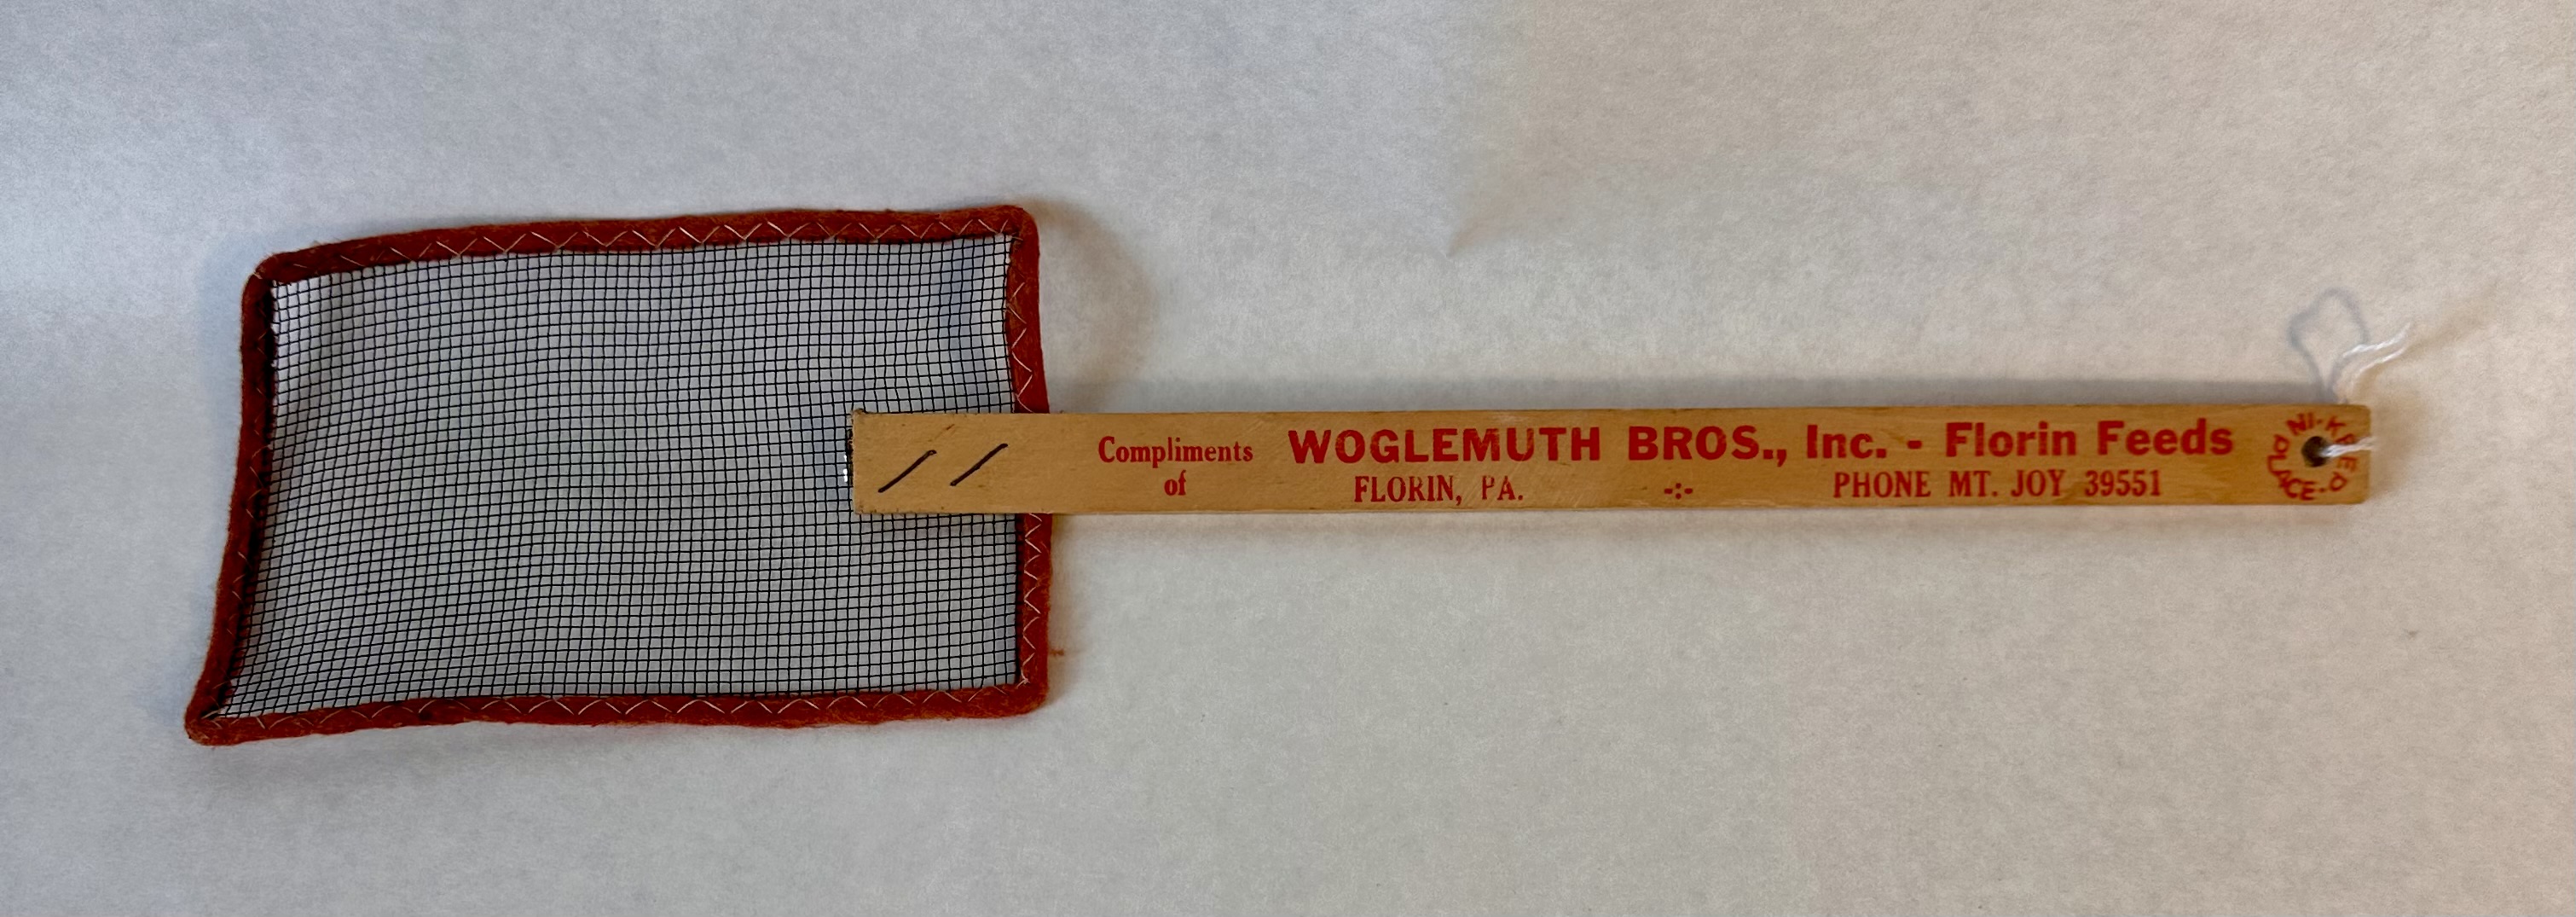 Compliments of
WOGLEMUTH BROS., Inc. - Florin Feeds
FLORIN, PA. -:- PHONE MT. JOY 39551